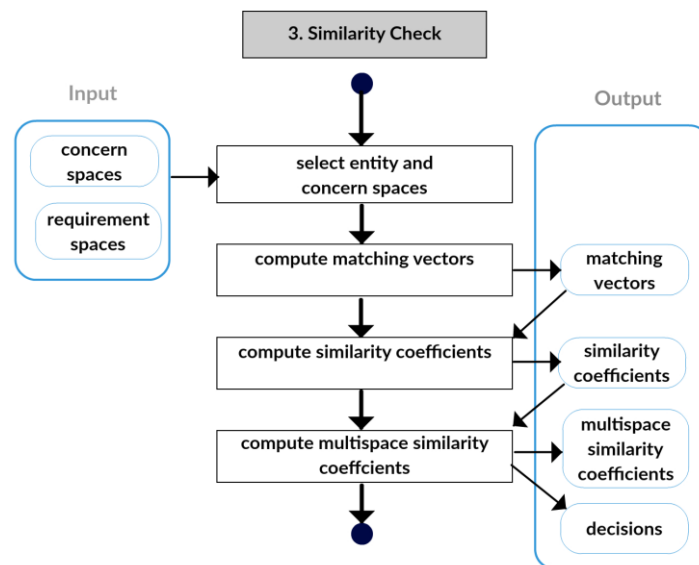 3. Similarity Check
Input
Output
concern
spaces
requirement
spaces
select entity and
concern spaces
compute matching vectors
matching
vectors
compute similarity coefficients
similarity
coefficients
compute multispace similarity
coeffcients
multispace
similarity
coefficients
decisions